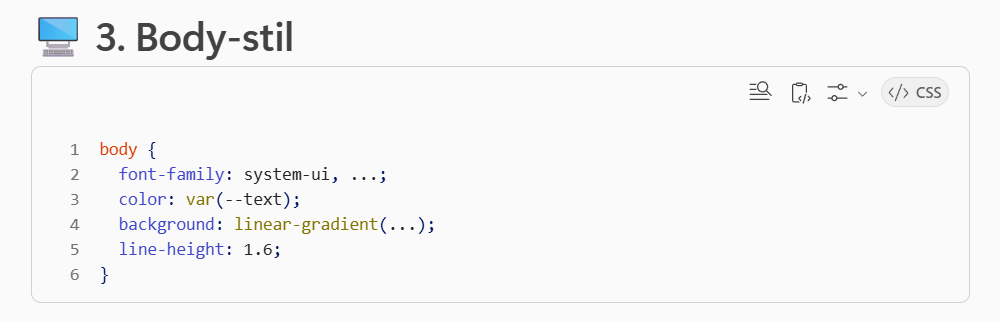 3. Body-stil
</> CSS
1 body {
2   font-family: system-ui, ...;
3   color: var(--text);
4   background: linear-gradient(...);
5   line-height: 1.6;
6 }